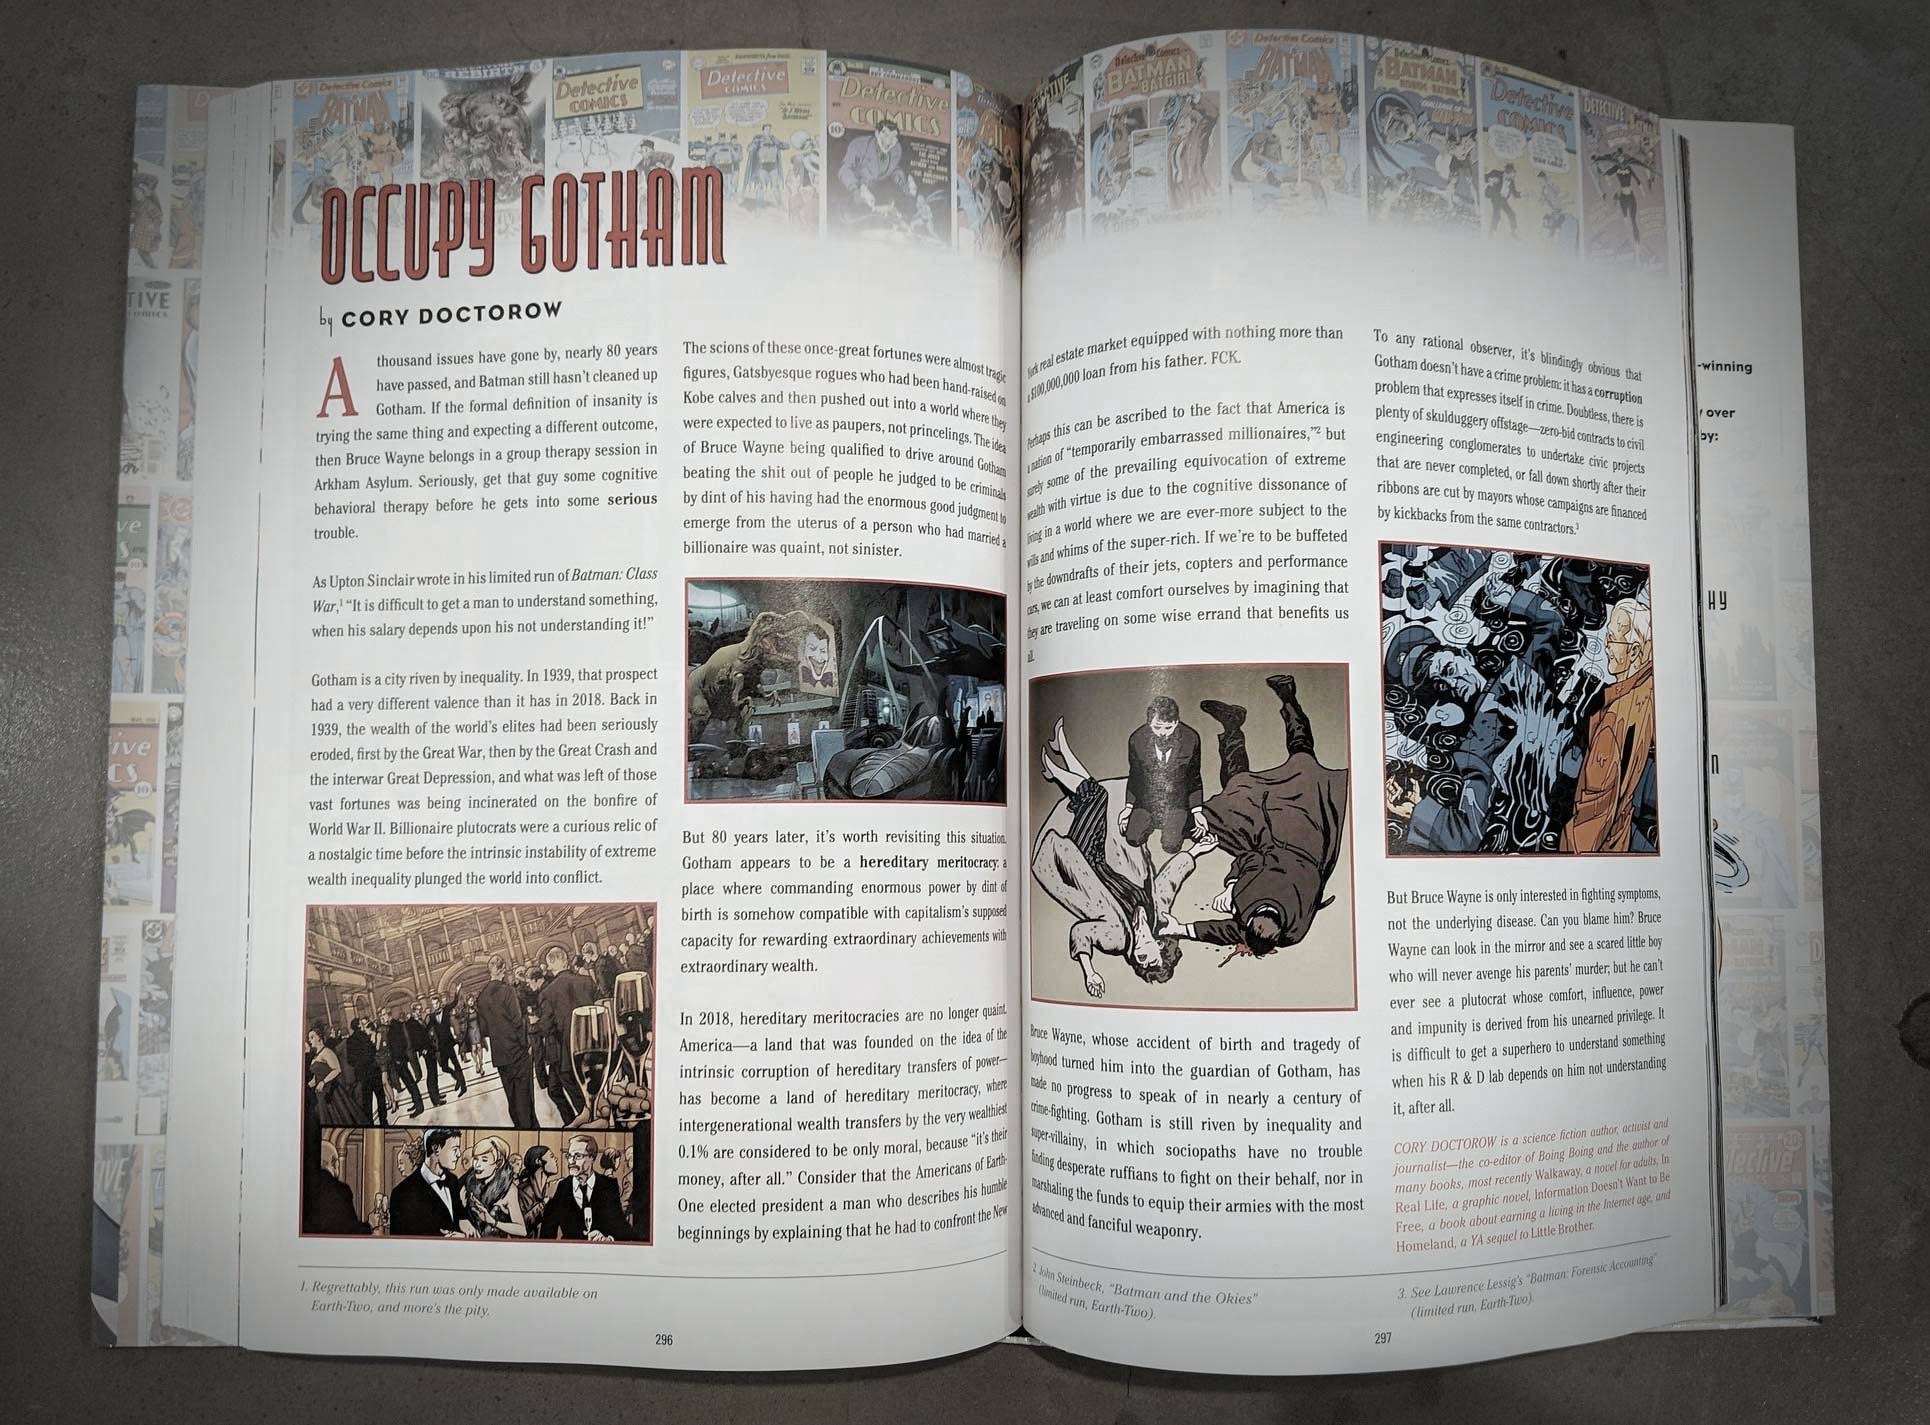 OCCUPY GOTHAM
by CORY DOCTOROW
A thousand issues have gone by, nearly 80 years
have passed, and Batman still hasn't cleaned up
Gotham. If the formal definition of insanity is
trying the same thing and expecting a different outcome,
then Bruce Wayne belongs in a group therapy session in
Arkham Asylum. Seriously, get that guy some cognitive
behavioral therapy before he gets into some serious
trouble.
As Upton Sinclair wrote in his limited run of Batman: Class
War,¹ "It is difficult to get a man to understand something,
when his salary depends upon his not understanding it!"
Gotham is a city riven by inequality. In 1939, that prospect
had a very different valence than it has in 2018. Back in
1939, the wealth of the world's elites had been seriously
eroded, first by the Great War, then by the Great Crash and
the interwar Great Depression, and what was left of those
vast fortunes was being incinerated on the bonfire of
World War II. Billionaire plutocrats were a curious relic of
a nostalgic time before the intrinsic instability of extreme
wealth inequality plunged the world into conflict.
The scions of these once-great fortunes were almost tragic
figures, Gatsbyesque rogues who had been hand-raised on
Kobe calves and then pushed out into a world where they
were expected to live as paupers, not princelings. The idea
of Bruce Wayne being qualified to drive around Gotham
beating the shit out of people he judged to be criminals
by dint of his having had the enormous good judgment to
emerge from the uterus of a person who had married a
billionaire was quaint, not sinister.
But 80 years later, it's worth revisiting this situation.
Gotham appears to be a hereditary meritocracy: a
place where commanding enormous power by dint of
birth is somehow compatible with capitalism's supposed
capacity for rewarding extraordinary achievements with
extraordinary wealth.
In 2018, hereditary meritocracies are no longer quaint.
America—a land that was founded on the idea of the
intrinsic corruption of hereditary transfers of power—
has become a land of hereditary meritocracy, where
intergenerational wealth transfers by the very wealthiest
0.1% are considered to be only moral, because "it's their
money, after all." Consider that the Americans of Earth-
One elected president a man who describes his humble
beginnings by explaining that he had to confront the New
York real estate market equipped with nothing more than
a $100,000,000 loan from his father. FCK.
Perhaps this can be ascribed to the fact that America is
a nation of "temporarily embarrassed millionaires,"² but
surely some of the prevailing equivocation of extreme
wealth with virtue is due to the cognitive dissonance of
living in a world where we are ever-more subject to the
wills and whims of the super-rich. If we're to be buffeted
by the downdrafts of their jets, copters and performance
cars, we can at least comfort ourselves by imagining that
they are traveling on some wise errand that benefits us
all.
Bruce Wayne, whose accident of birth and tragedy of
boyhood turned him into the guardian of Gotham, has
made no progress to speak of in nearly a century of
crime-fighting. Gotham is still riven by inequality and
super-villainy, in which sociopaths have no trouble
finding desperate ruffians to fight on their behalf, nor in
marshaling the funds to equip their armies with the most
advanced and fanciful weaponry.
To any rational observer, it's blindingly obvious that
Gotham doesn't have a crime problem: it has a corruption
problem that expresses itself in crime. Doubtless, there is
plenty of skulduggery offstage—zero-bid contracts to civil
engineering conglomerates to undertake civic projects
that are never completed, or fall down shortly after their
ribbons are cut by mayors whose campaigns are financed
by kickbacks from the same contractors.³
But Bruce Wayne is only interested in fighting symptoms,
not the underlying disease. Can you blame him? Bruce
Wayne can look in the mirror and see a scared little boy
who will never avenge his parents' murder; but he can't
ever see a plutocrat whose comfort, influence, power
and impunity is derived from his unearned privilege. It
is difficult to get a superhero to understand something
when his R & D lab depends on him not understanding
it, after all.
CORY DOCTOROW is a science fiction author, activist and
journalist—the co-editor of Boing Boing and the author of
many books, most recently Walkaway, a novel for adults, In
Real Life, a graphic novel, Information Doesn't Want to Be
Free, a book about earning a living in the Internet age, and
Homeland, a YA sequel to Little Brother.
1. Regrettably, this run was only made available on
Earth-Two, and more's the pity.
2. John Steinbeck, "Batman and the Okies"
(limited run, Earth-Two).
3. See Lawrence Lessig's "Batman: Forensic Accounting"
(limited run, Earth-Two).
296
297
Detective Comics
BATMAN
REBIRTH
Detective
COMICS
Detective
COMICS
Detective
COMICS
Detective Comics
BATMAN
BATGIRL
Detective Comics
BATMAN
Detective Comics
BATMAN
Detective
COMICS
DETECTIVE
-winning
over
by:
HY